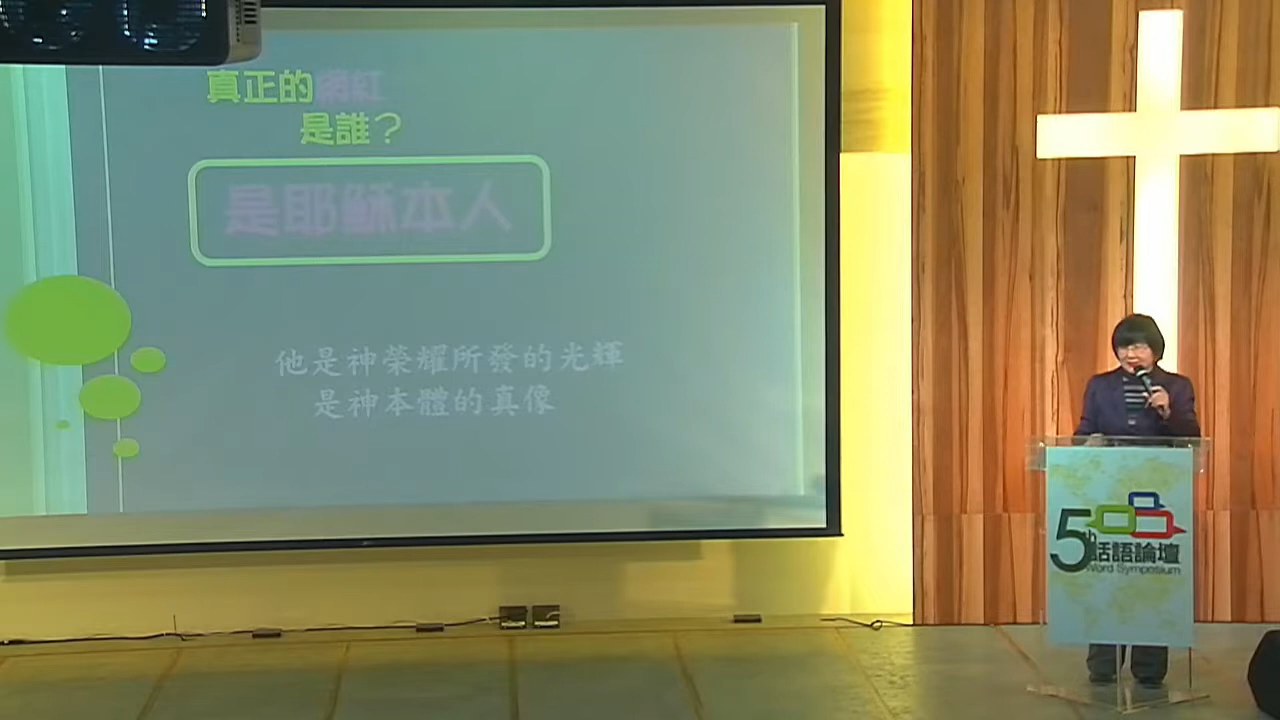 真正的網紅
是誰？
是耶穌本人
他是神榮耀所發的光輝
是神本體的真像
5th
話語論壇
Word Symposium